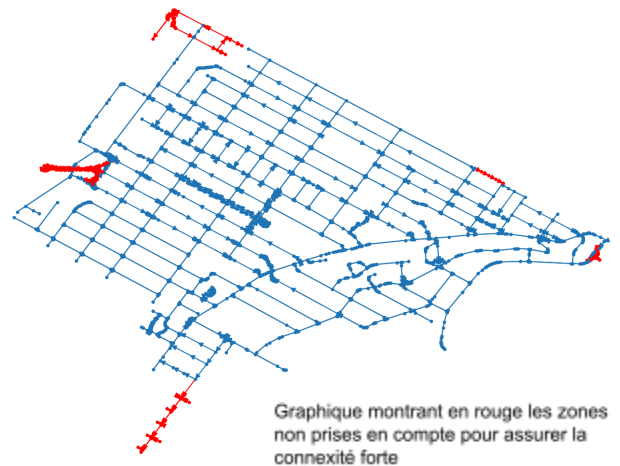 Graphique montrant en rouge les zones
non prises en compte pour assurer la
connexité forte